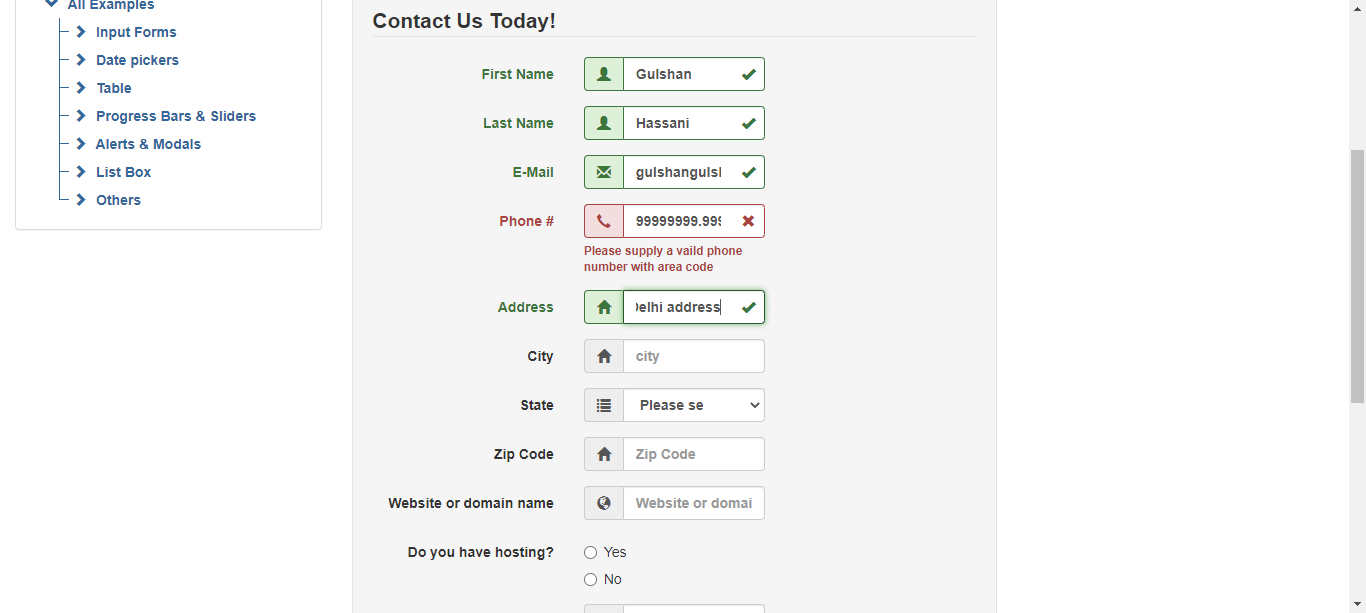 All Examples
Input Forms
Date pickers
Table
Progress Bars & Sliders
Alerts & Modals
List Box
Others
Contact Us Today!
First Name Gulshan
Last Name Hassani
E-Mail gulshangulsh
Phone # 99999999.999
Please supply a vaild phone
number with area code
Address Delhi address
City city
State Please se
Zip Code Zip Code
Website or domain name Website or domai
Do you have hosting? Yes
No